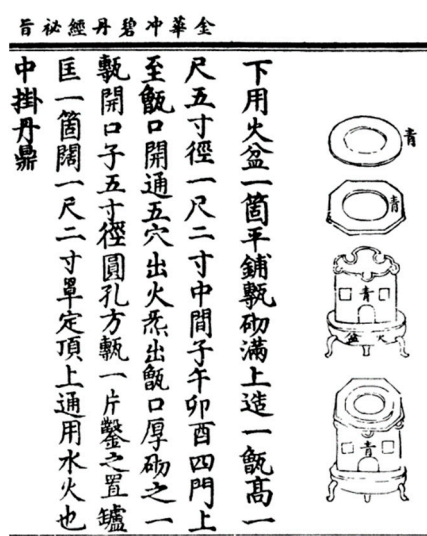 金華冲碧丹經祕旨
青
青
青
火盆
青
下用火盆一箇平鋪甎砌滿上造一甑高一
尺五寸徑一尺二寸中間子午卯酉四門上
至甑口開通五穴出火炁出甑口厚砌之一
甎開口子五寸徑圓孔方甎一片鑿之置鑪
匡一箇闊一尺二寸單定頂上通用水火也
中掛丹鼎